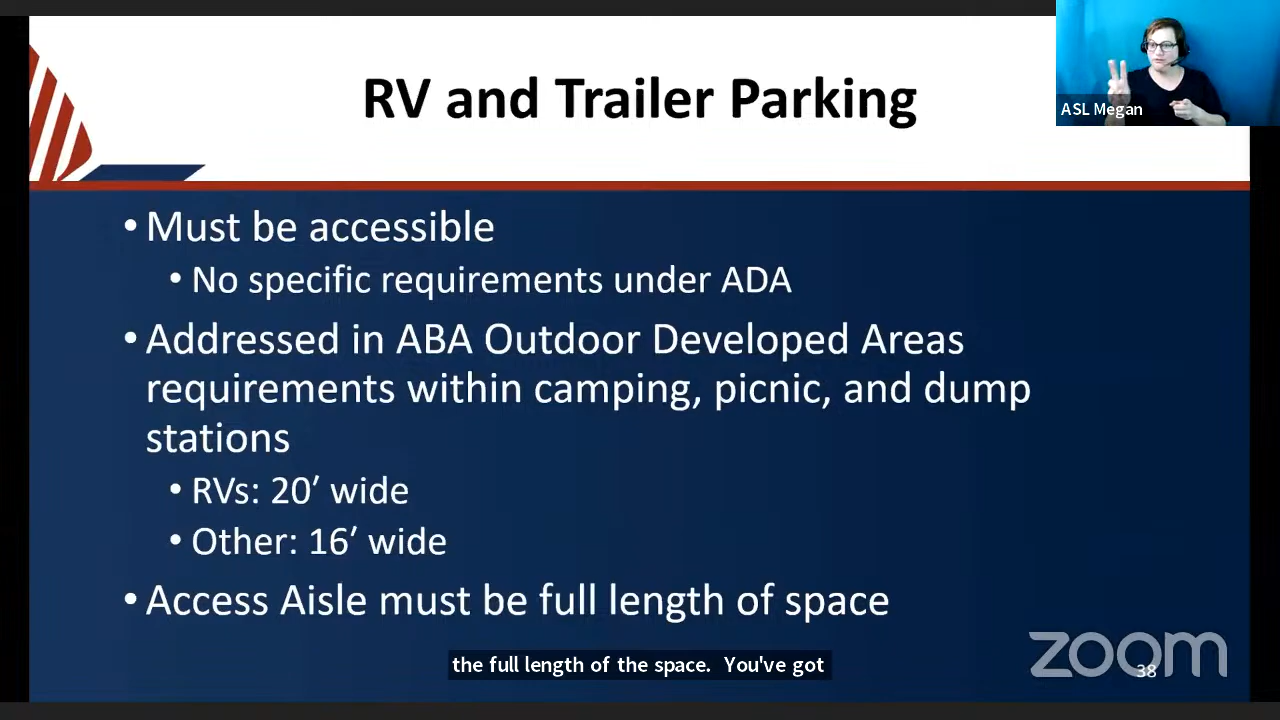 RV and Trailer Parking
ASL Megan
• Must be accessible
• No specific requirements under ADA
• Addressed in ABA Outdoor Developed Areas
requirements within camping, picnic, and dump
stations
• RVs: 20′ wide
• Other: 16′ wide
• Access Aisle must be full length of space
the full length of the space. You've got
zoom
38